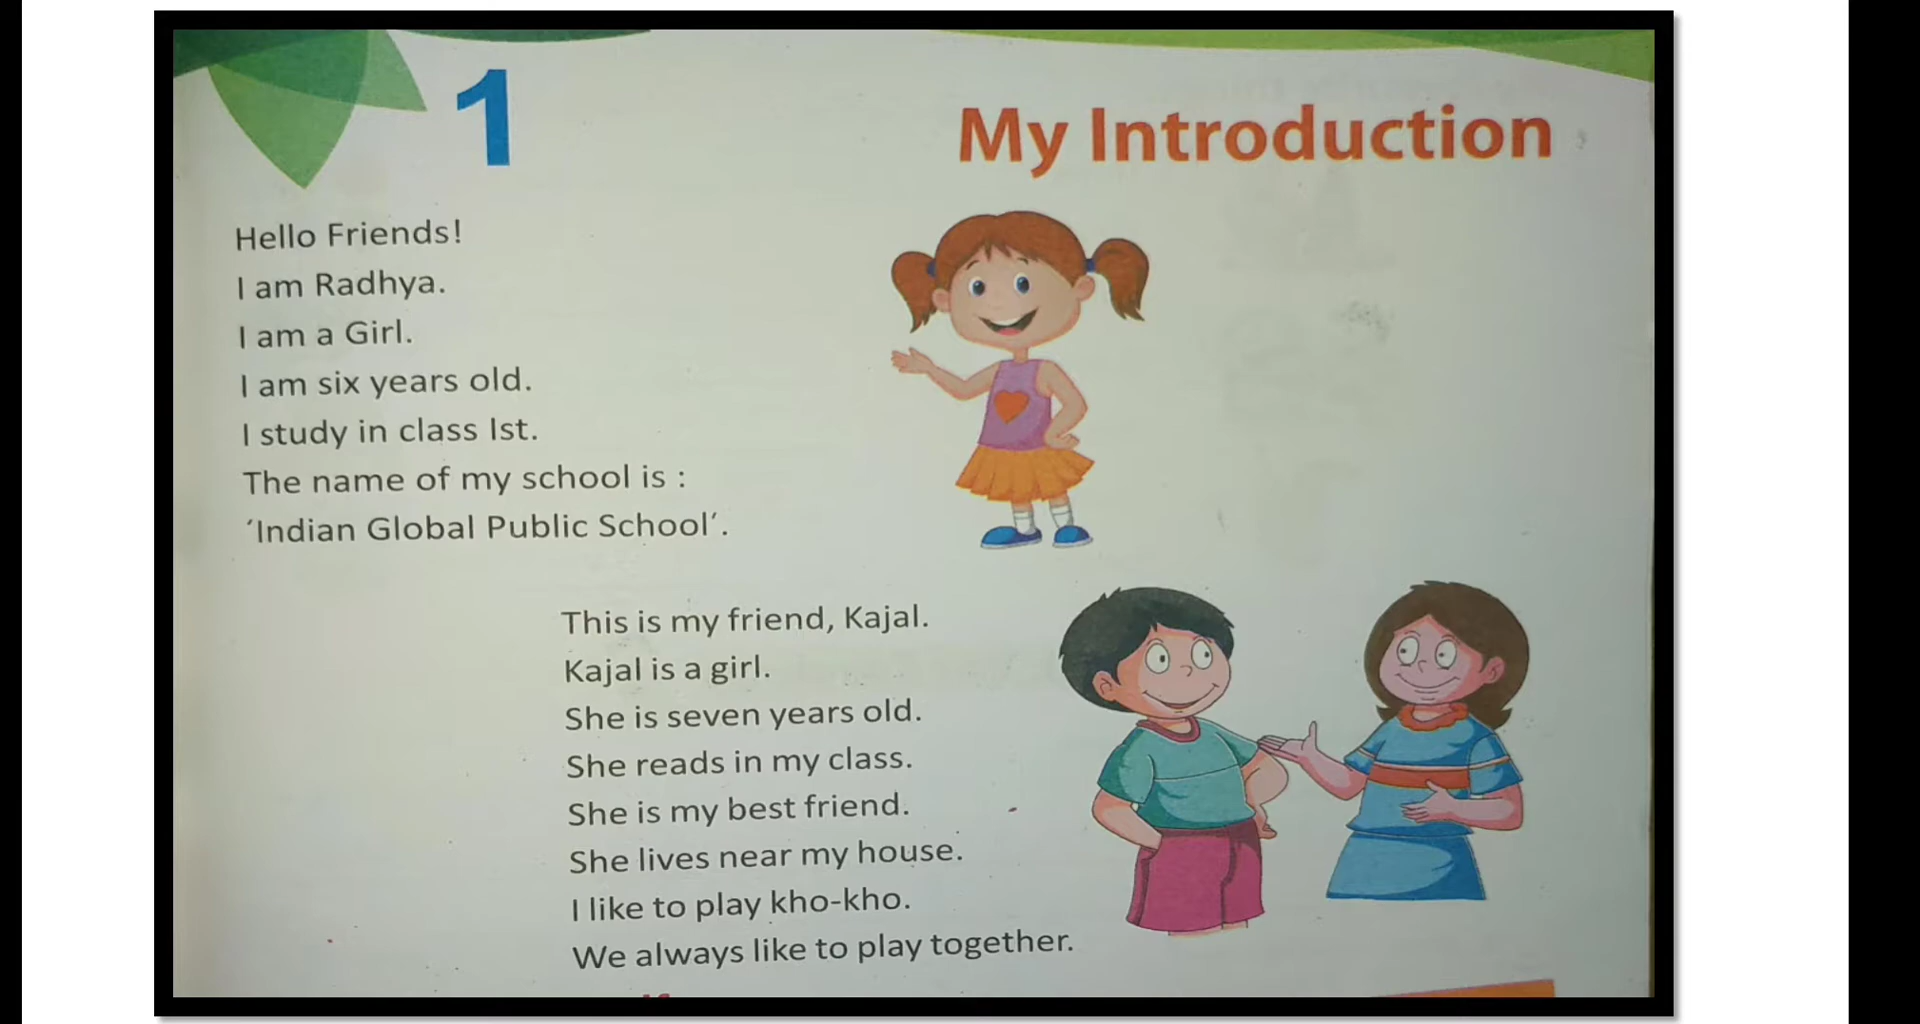 1
My Introduction
Hello Friends!
I am Radhya.
I am a Girl.
I am six years old.
I study in class Ist.
The name of my school is :
‘Indian Global Public School’.
This is my friend, Kajal.
Kajal is a girl.
She is seven years old.
She reads in my class.
She is my best friend.
She lives near my house.
I like to play kho-kho.
We always like to play together.